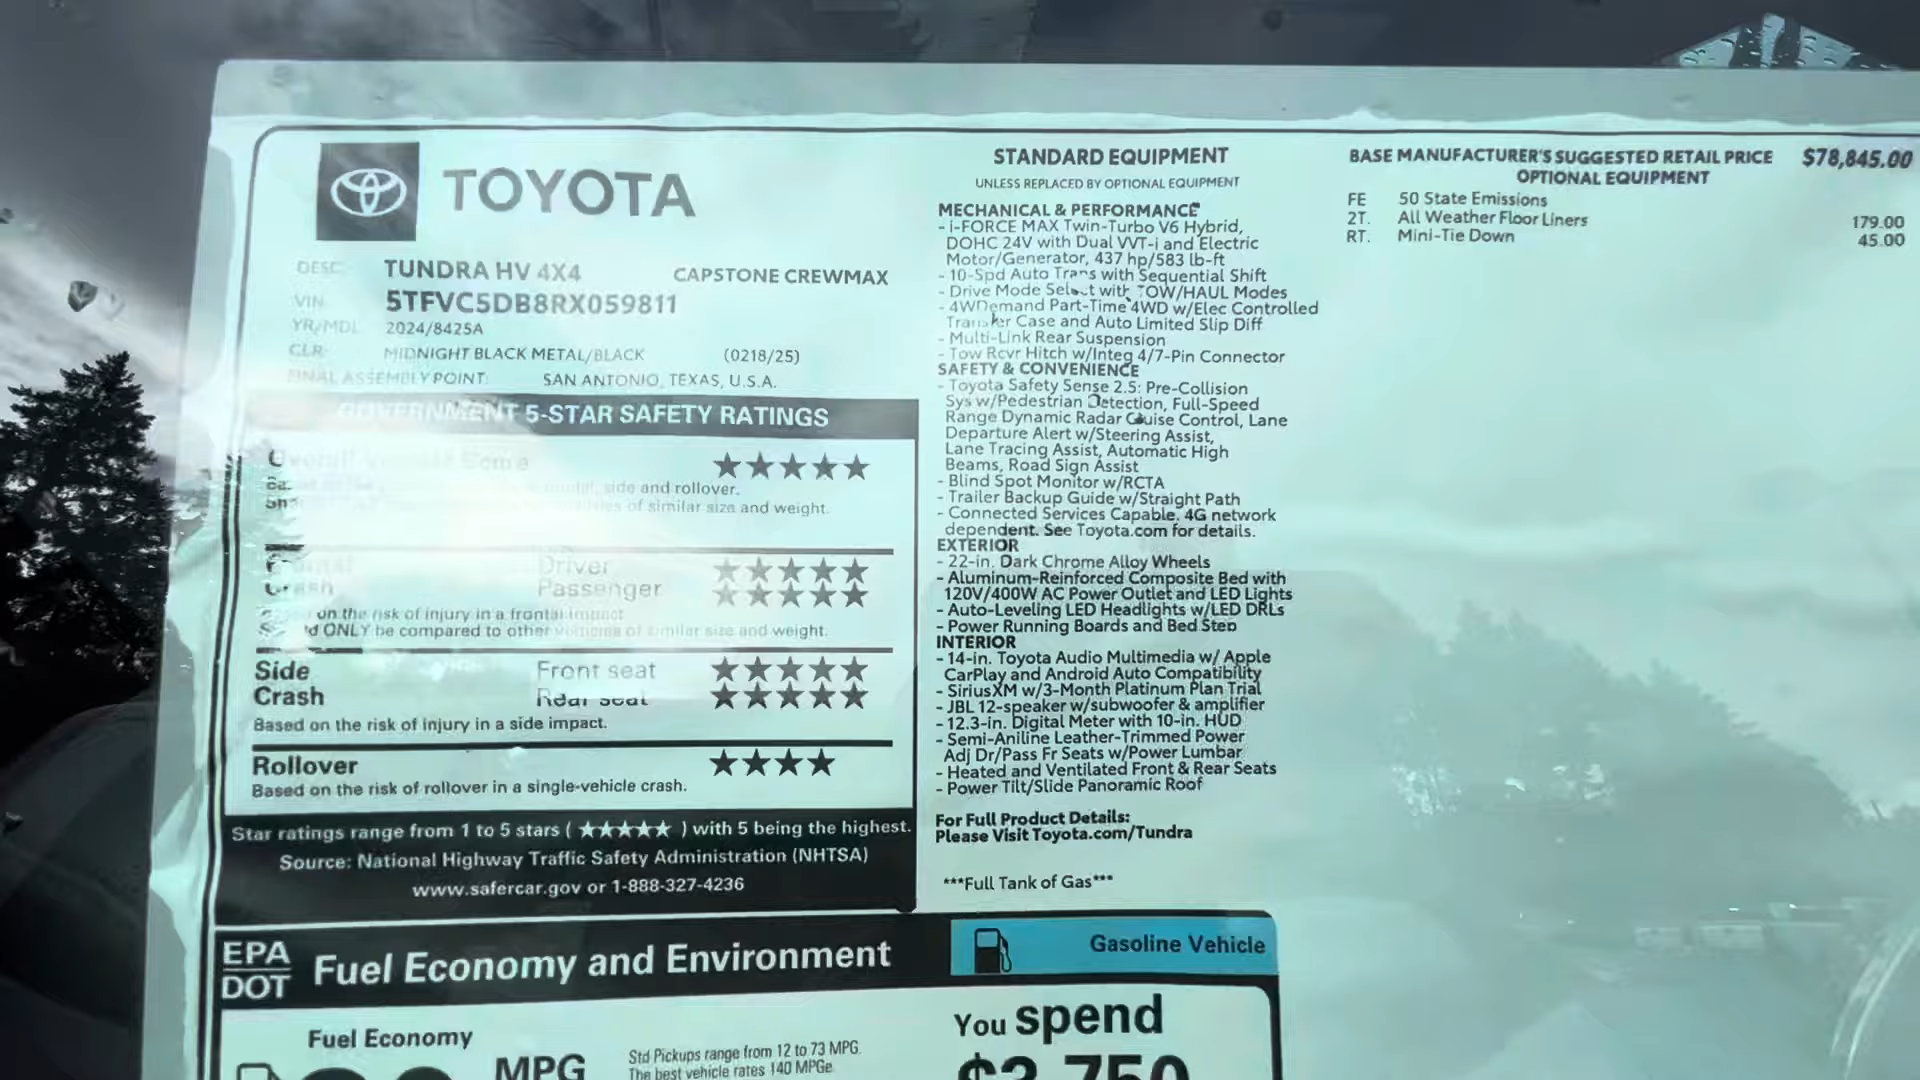 TOYOTA
DESC: TUNDRA HV 4X4 CAPSTONE CREWMAX
VIN: 5TFVC5DB8RX059811
YR/MDL 2024/8425A
CLR: MIDNIGHT BLACK METAL/BLACK (0218/25)
FINAL ASSEMBLY POINT: SAN ANTONIO, TEXAS, U.S.A.
GOVERNMENT 5-STAR SAFETY RATINGS
Overall Vehicle Score ★★★★★
side and rollover.
of similar size and weight.
Frontal Driver ★★★★★
Crash Passenger ★★★★★
on the risk of injury in a frontal impact
ONLY be compared to other vehicles of similar size and weight.
Side Front seat ★★★★★
Crash Rear seat ★★★★★
Based on the risk of injury in a side impact.
Rollover ★★★★
Based on the risk of rollover in a single-vehicle crash.
Star ratings range from 1 to 5 stars (★★★★★) with 5 being the highest.
Source: National Highway Traffic Safety Administration (NHTSA)
www.safercar.gov or 1-888-327-4236
STANDARD EQUIPMENT
UNLESS REPLACED BY OPTIONAL EQUIPMENT
MECHANICAL & PERFORMANCE
- i-FORCE MAX Twin-Turbo V6 Hybrid,
DOHC 24V with Dual VVT-i and Electric
Motor/Generator, 437 hp/583 lb-ft
- 10-Spd Auto Trans with Sequential Shift
- Drive Mode Select with TOW/HAUL Modes
- 4WDemand Part-Time 4WD w/Elec Controlled
Transfer Case and Auto Limited Slip Diff
- Multi-Link Rear Suspension
- Tow Rcvr Hitch w/Integ 4/7-Pin Connector
SAFETY & CONVENIENCE
- Toyota Safety Sense 2.5: Pre-Collision
Sys w/Pedestrian Detection, Full-Speed
Range Dynamic Radar Cruise Control, Lane
Departure Alert w/Steering Assist,
Lane Tracing Assist, Automatic High
Beams, Road Sign Assist
- Blind Spot Monitor w/RCTA
- Trailer Backup Guide w/Straight Path
- Connected Services Capable. 4G network
dependent. See Toyota.com for details.
EXTERIOR
- 22-in. Dark Chrome Alloy Wheels
- Aluminum-Reinforced Composite Bed with
120V/400W AC Power Outlet and LED Lights
- Auto-Leveling LED Headlights w/LED DRLs
- Power Running Boards and Bed Step
INTERIOR
- 14-in. Toyota Audio Multimedia w/ Apple
CarPlay and Android Auto Compatibility
- SiriusXM w/3-Month Platinum Plan Trial
- JBL 12-speaker w/subwoofer & amplifier
- 12.3-in. Digital Meter with 10-in. HUD
- Semi-Aniline Leather-Trimmed Power
Adj Dr/Pass Fr Seats w/Power Lumbar
- Heated and Ventilated Front & Rear Seats
- Power Tilt/Slide Panoramic Roof
For Full Product Details:
Please Visit Toyota.com/Tundra
***Full Tank of Gas***
BASE MANUFACTURER'S SUGGESTED RETAIL PRICE $78,845.00
OPTIONAL EQUIPMENT
FE 50 State Emissions
2T. All Weather Floor Liners 179.00
RT. Mini-Tie Down 45.00
EPA
DOT
Fuel Economy and Environment
Gasoline Vehicle
Fuel Economy
MPG
Std Pickups range from 12 to 73 MPG.
The best vehicle rates 140 MPGe.
You spend
$3,750